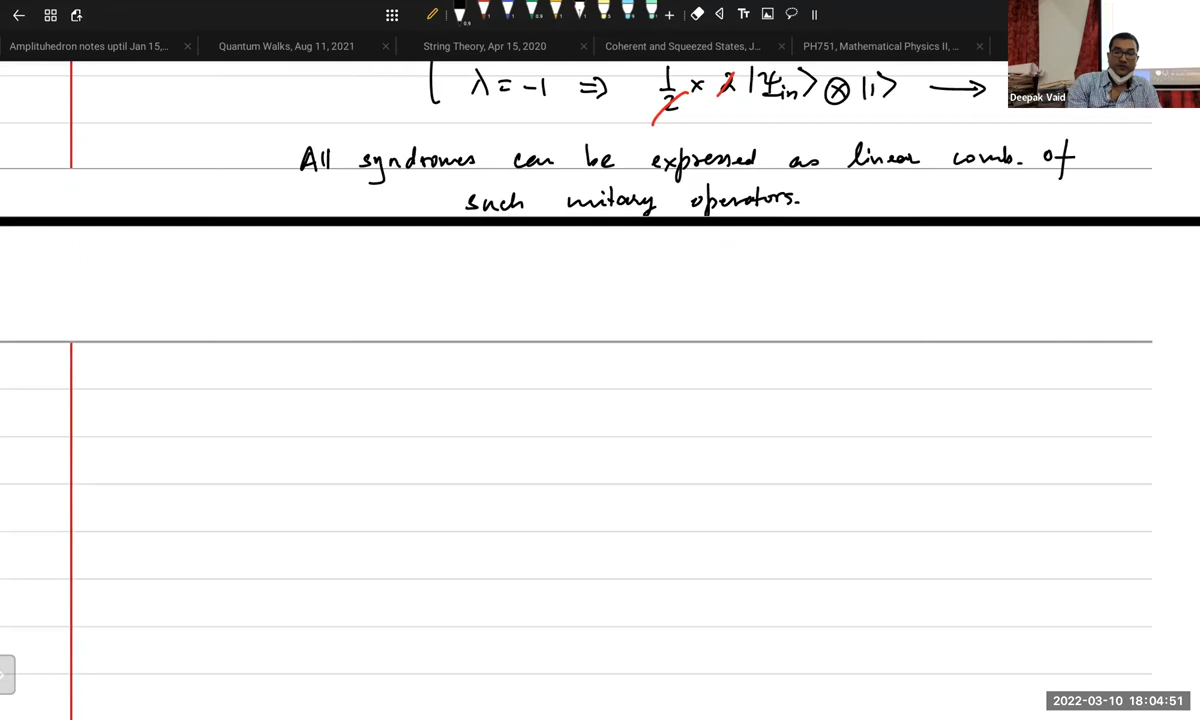 Amplituhedron notes uptil Jan 15,... Quantum Walks, Aug 11, 2021 String Theory, Apr 15, 2020 Coherent and Squeezed States, J... PH751, Mathematical Physics II, ...
λ = -1 ⇒ 1/2 × 2 |Ψin⟩ ⊗ |1⟩ ⟶
Deepak Vaid
All syndromes can be expressed as linear comb. of
such unitary operators.
2022-03-10 18:04:51